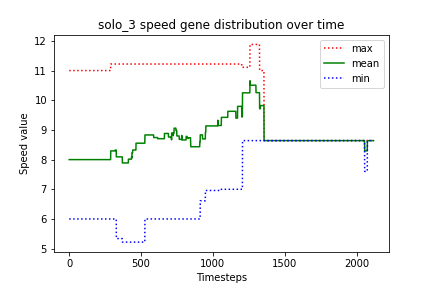 solo_3 speed gene distribution over time
12
11
10
9
8
7
6
5
Speed value
max
mean
min
0
500
1000
1500
2000
Timesteps